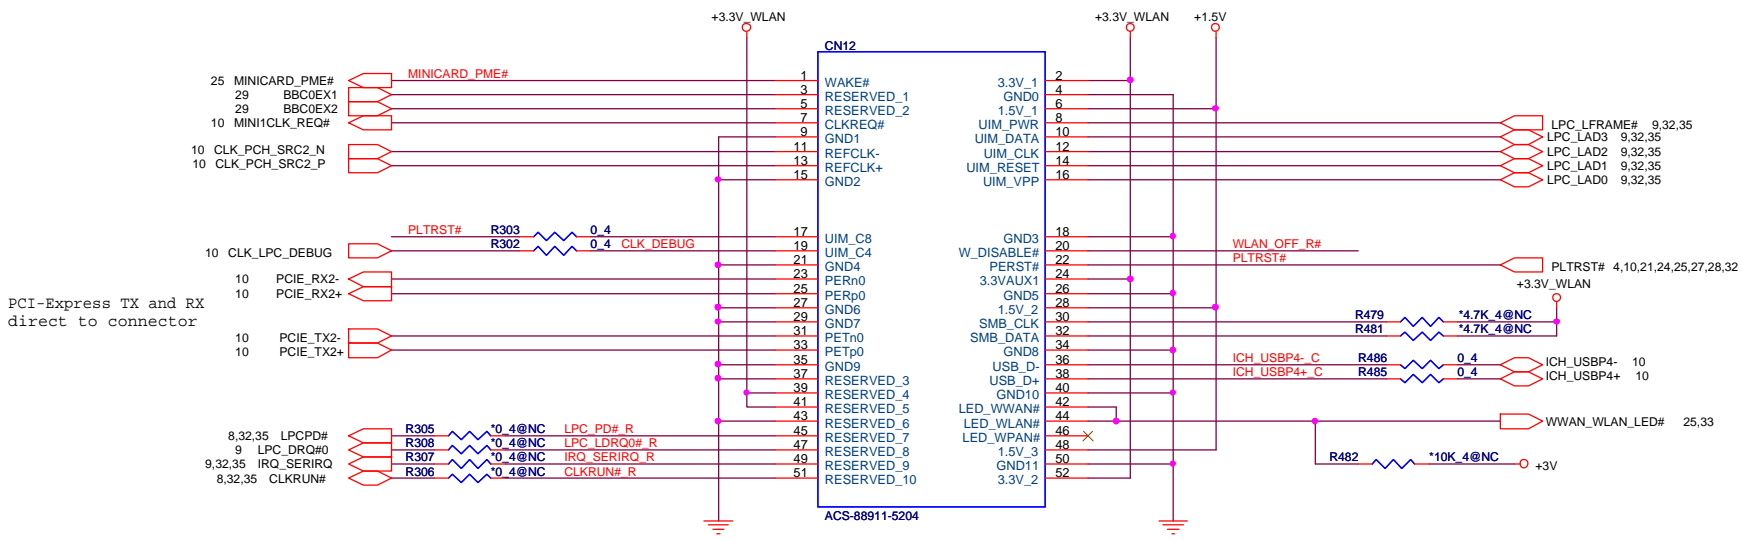 +3.3V_WLAN
+3.3V_WLAN
+1.5V
CN12
25 MINICARD_PME# MINICARD_PME# 1 WAKE# 3.3V_1 2
29 BBC0EX1 3 RESERVED_1 GND0 4
29 BBC0EX2 5 RESERVED_2 1.5V_1 6
10 MINI1CLK_REQ# 7 CLKREQ# UIM_PWR 8 LPC_LFRAME# 9,32,35
9 GND1 UIM_DATA 10 LPC_LAD3 9,32,35
10 CLK_PCH_SRC2_N 11 REFCLK- UIM_CLK 12 LPC_LAD2 9,32,35
10 CLK_PCH_SRC2_P 13 REFCLK+ UIM_RESET 14 LPC_LAD1 9,32,35
15 GND2 UIM_VPP 16 LPC_LAD0 9,32,35
PLTRST# R303 0_4 17 UIM_C8 GND3 18
10 CLK_LPC_DEBUG R302 0_4 CLK_DEBUG 19 UIM_C4 W_DISABLE# 20 WLAN_OFF_R#
21 GND4 PERST# 22 PLTRST# PLTRST# 4,10,21,24,25,27,28,32
10 PCIE_RX2- 23 PERn0 3.3VAUX1 24
+3.3V_WLAN
10 PCIE_RX2+ 25 PERp0 GND5 26
PCI-Express TX and RX
direct to connector
27 GND6 1.5V_2 28
29 GND7 SMB_CLK 30 R479 *4.7K_4@NC
10 PCIE_TX2- 31 PETn0 SMB_DATA 32 R481 *4.7K_4@NC
10 PCIE_TX2+ 33 PETp0 GND8 34
35 GND9 USB_D- 36 ICH_USBP4-_C R486 0_4 ICH_USBP4- 10
37 RESERVED_3 USB_D+ 38 ICH_USBP4+_C R485 0_4 ICH_USBP4+ 10
39 RESERVED_4 GND10 40
41 RESERVED_5 LED_WWAN# 42
43 RESERVED_6 LED_WLAN# 44 WWAN_WLAN_LED# 25,33
8,32,35 LPCPD# R305 *0_4@NC LPC_PD#_R 45 RESERVED_7 LED_WPAN# 46
9 LPC_DRQ#0 R308 *0_4@NC LPC_LDRQ0#_R 47 RESERVED_8 1.5V_3 48
9,32,35 IRQ_SERIRQ R307 *0_4@NC IRQ_SERIRQ_R 49 RESERVED_9 GND11 50 R482 *10K_4@NC +3V
8,32,35 CLKRUN# R306 *0_4@NC CLKRUN#_R 51 RESERVED_10 3.3V_2 52
ACS-88911-5204